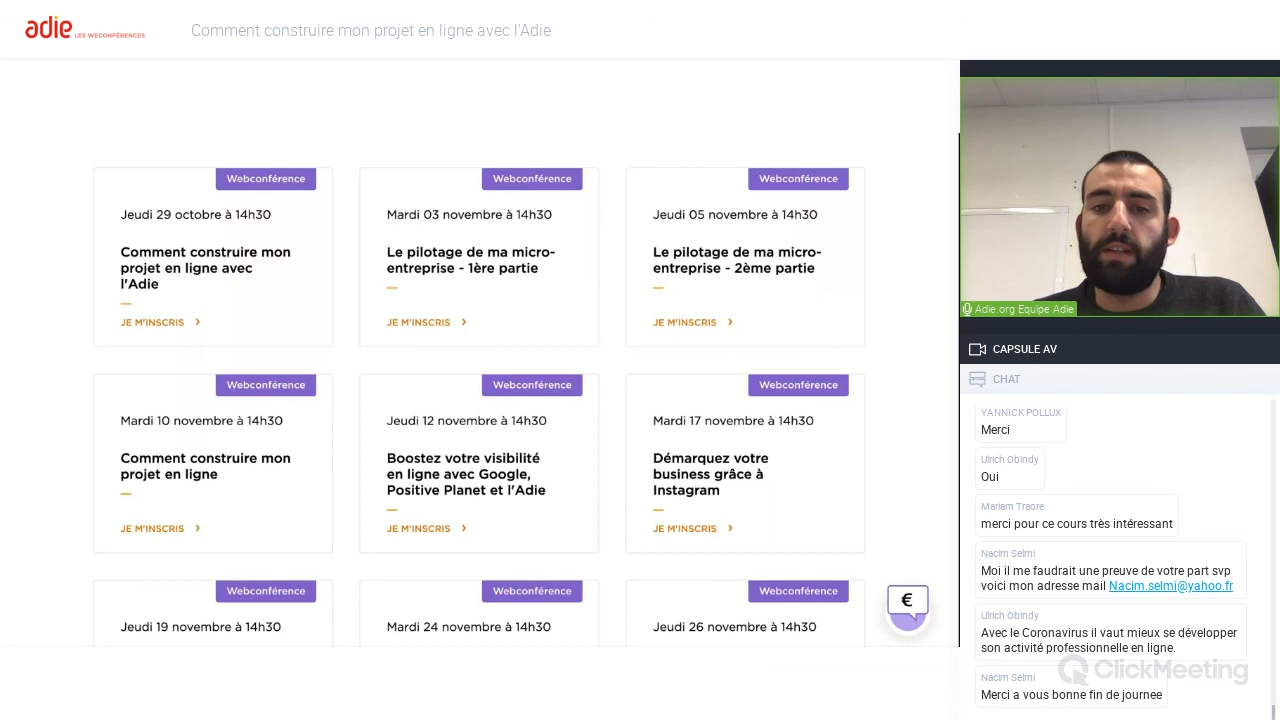 adie LES WECONFÉRENCES
Comment construire mon projet en ligne avec l'Adie
Webconférence
Jeudi 29 octobre à 14h30
Comment construire mon
projet en ligne avec
l'Adie
JE M'INSCRIS >
Webconférence
Mardi 03 novembre à 14h30
Le pilotage de ma micro-
entreprise - 1ère partie
JE M'INSCRIS >
Webconférence
Jeudi 05 novembre à 14h30
Le pilotage de ma micro-
entreprise - 2ème partie
JE M'INSCRIS >
Webconférence
Mardi 10 novembre à 14h30
Comment construire mon
projet en ligne
JE M'INSCRIS >
Webconférence
Jeudi 12 novembre à 14h30
Boostez votre visibilité
en ligne avec Google,
Positive Planet et l'Adie
JE M'INSCRIS >
Webconférence
Mardi 17 novembre à 14h30
Démarquez votre
business grâce à
Instagram
JE M'INSCRIS >
Webconférence
Jeudi 19 novembre à 14h30
Webconférence
Mardi 24 novembre à 14h30
Webconférence
Jeudi 26 novembre à 14h30
€
Adie.org Equipe Adie
CAPSULE AV
CHAT
YANNICK POLLUX
Merci
Ulrich Obindy
Oui
Mariam Traore
merci pour ce cours très intéressant
Nacim Selmi
Moi il me faudrait une preuve de votre part svp
voici mon adresse mail Nacim.selmi@yahoo.fr
Ulrich Obindy
Avec le Coronavirus il vaut mieux se développer
son activité professionnelle en ligne.
Nacim Selmi
Merci a vous bonne fin de journee
ClickMeeting